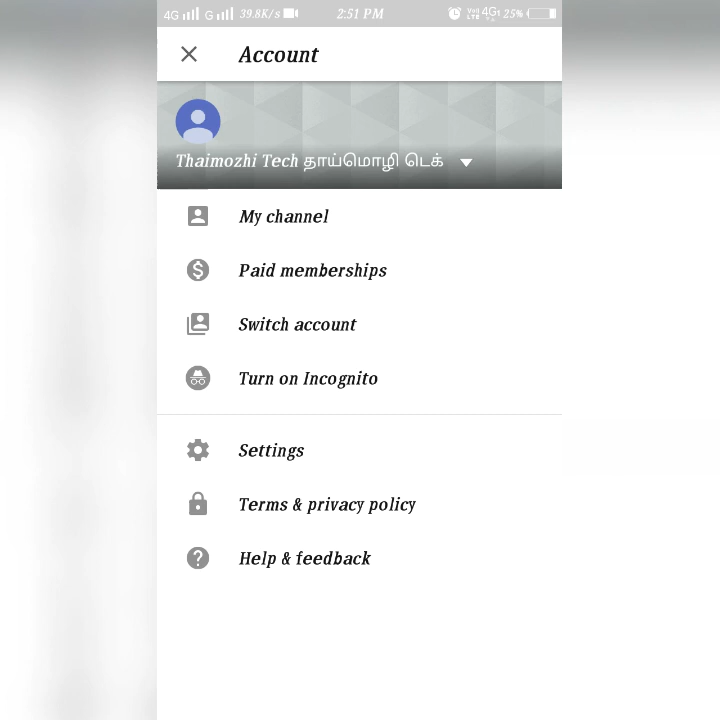 4G G 39.8K/s 2:51 PM 4G 25%
Account
Thaimozhi Tech தாய்மொழி டெக்
My channel
Paid memberships
Switch account
Turn on Incognito
Settings
Terms & privacy policy
Help & feedback